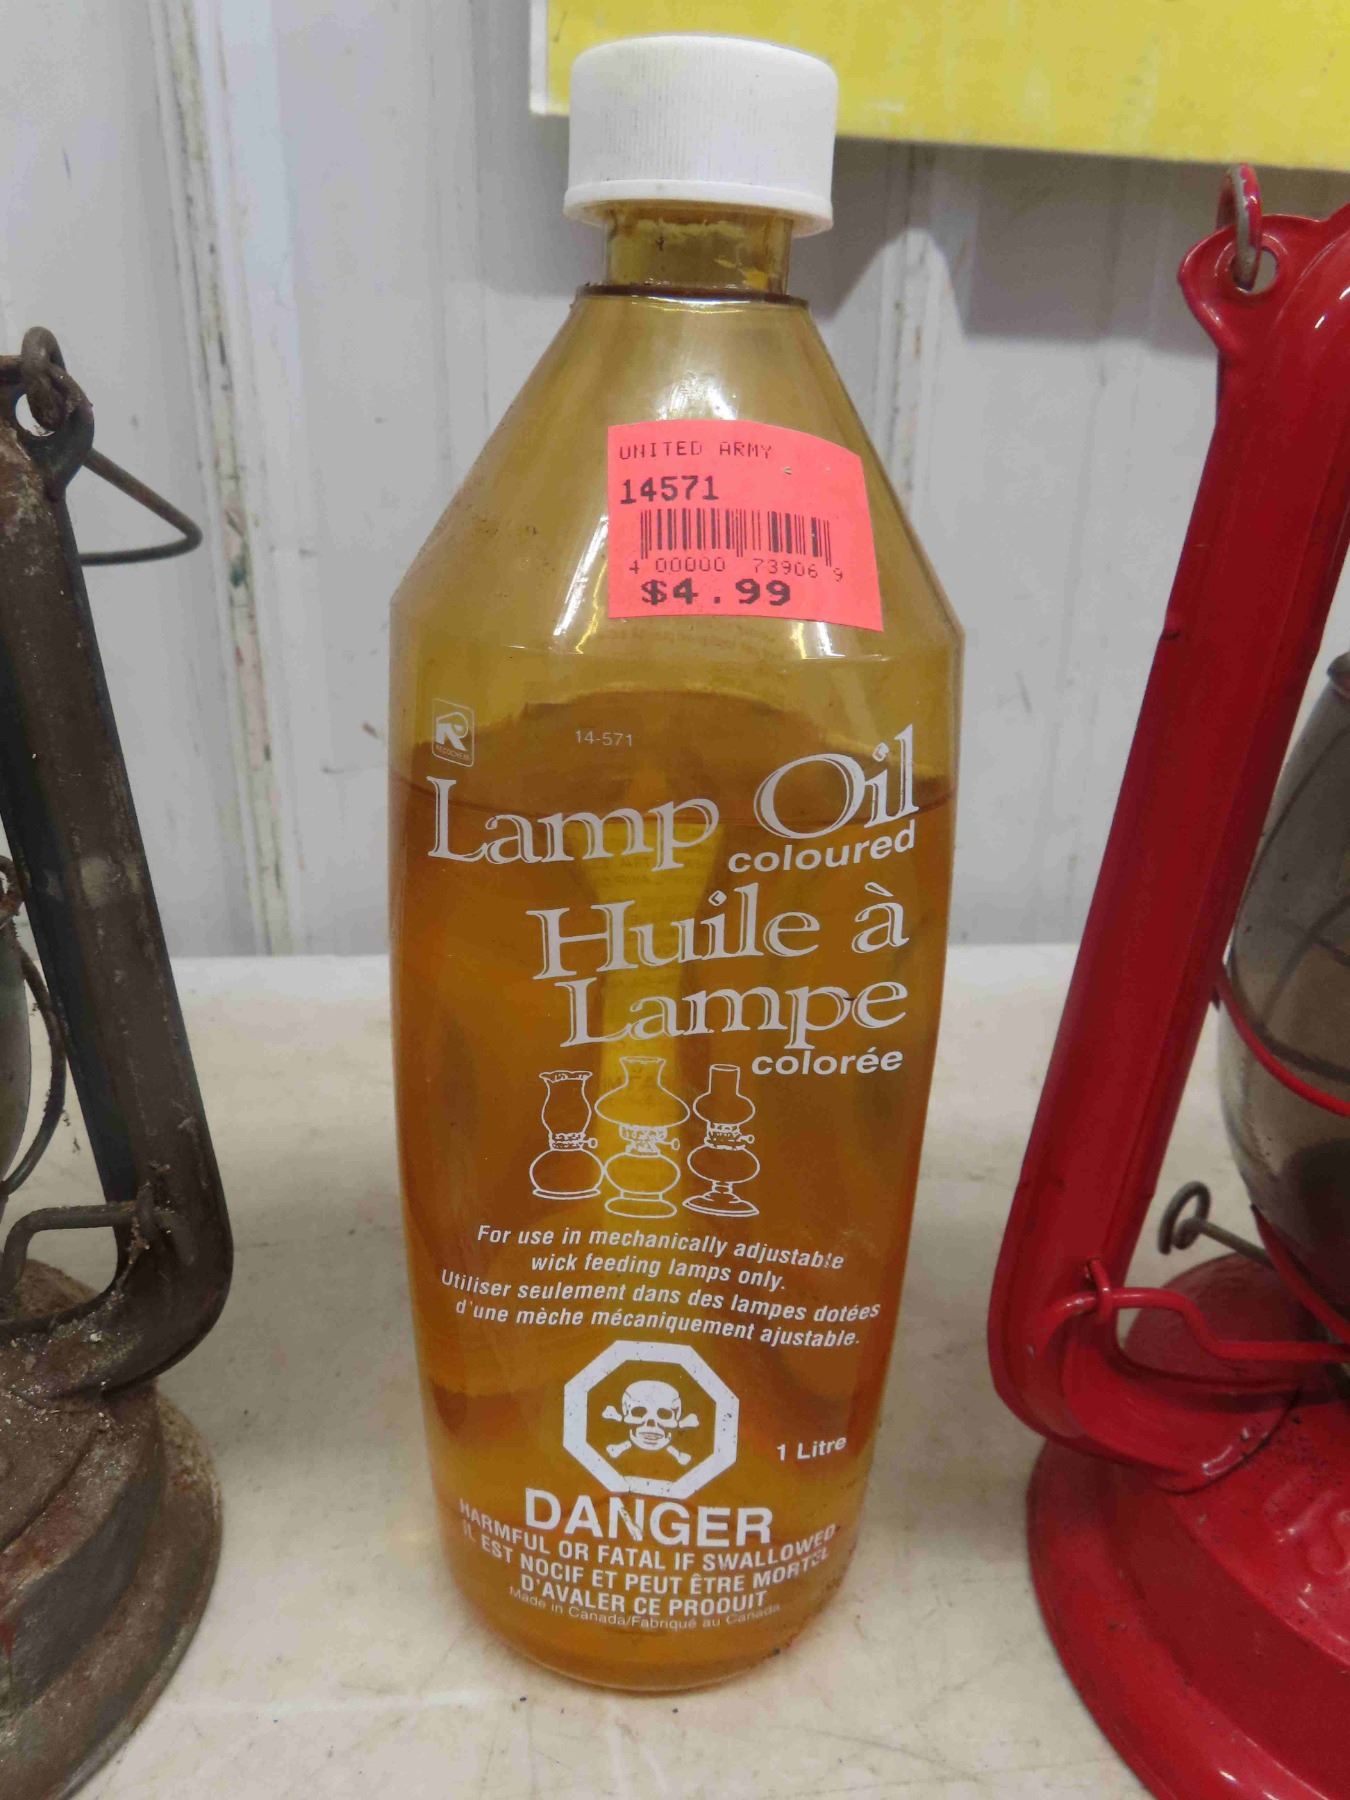 UNITED ARMY
14571
4 00000 73906 9
$4.99
R
RECOCHEM
14-571
Lamp Oil
coloured
Huile à
Lampe
colorée
For use in mechanically adjustable
wick feeding lamps only.
Utiliser seulement dans des lampes dotées
d'une mèche mécaniquement ajustable.
1 Litre
DANGER
HARMFUL OR FATAL IF SWALLOWED
IL EST NOCIF ET PEUT ÊTRE MORTEL
D'AVALER CE PRODUIT
Made in Canada/Fabriqué au Canada